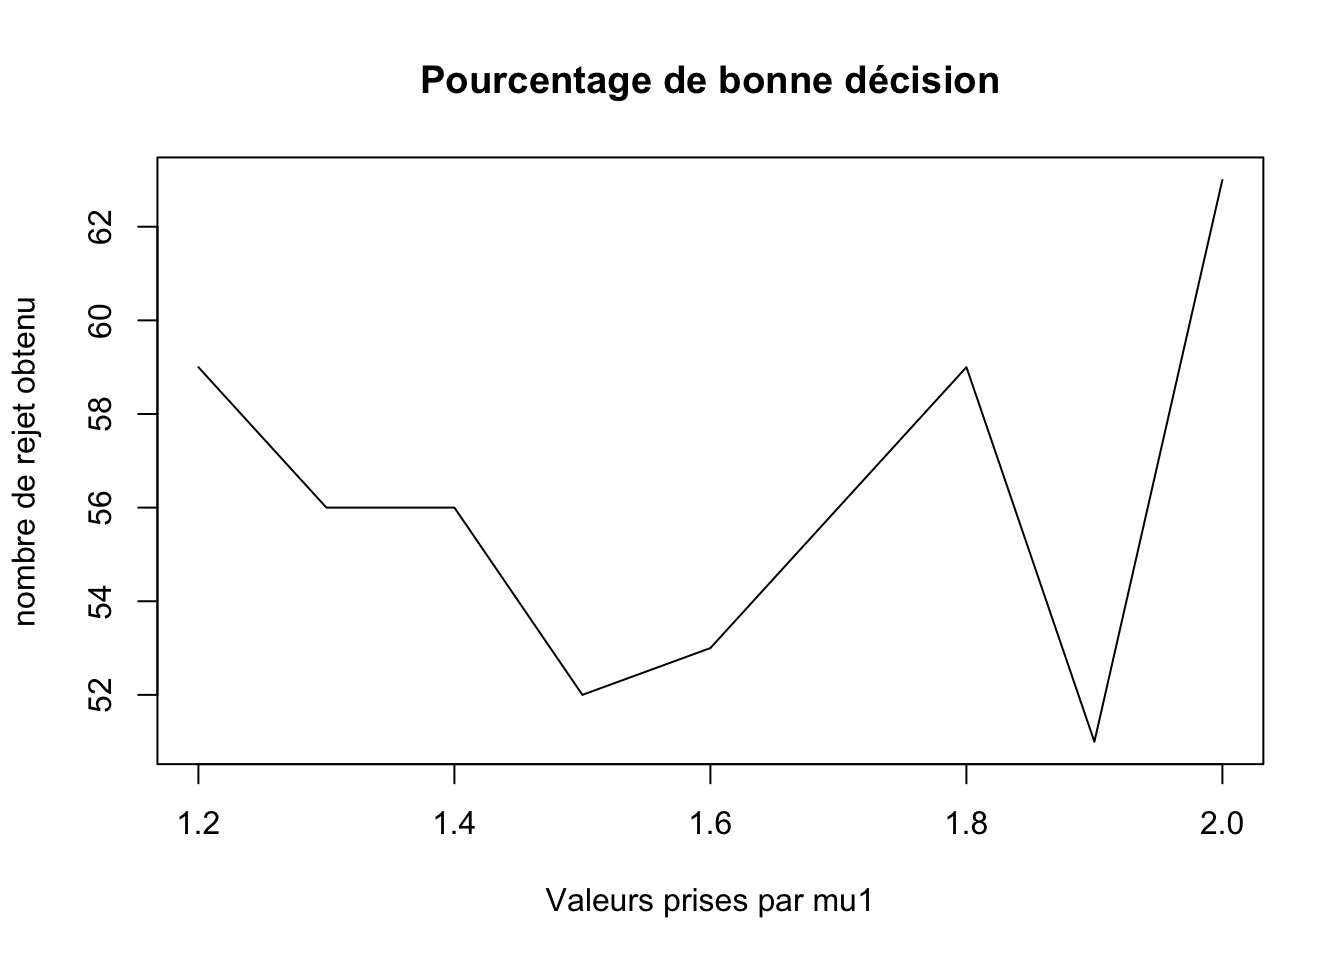 Pourcentage de bonne décision
nombre de rejet obtenu
62
60
58
56
54
52
1.2 1.4 1.6 1.8 2.0
Valeurs prises par mu1